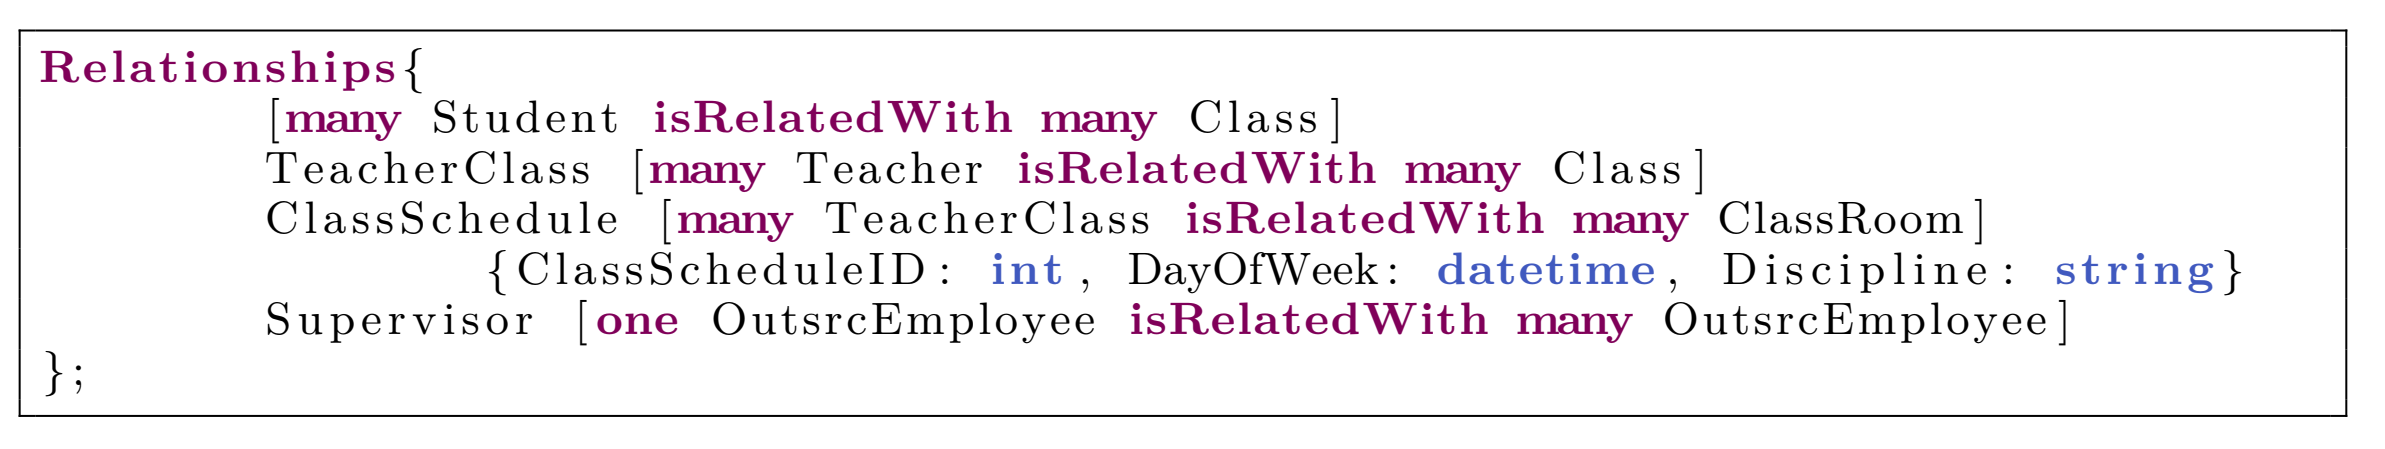 Relationships{
[many Student isRelatedWith many Class]
TeacherClass [many Teacher isRelatedWith many Class]
ClassSchedule [many TeacherClass isRelatedWith many ClassRoom]
{ClassScheduleID: int, DayOfWeek: datetime, Discipline: string}
Supervisor [one OutsrcEmployee isRelatedWith many OutsrcEmployee]
};